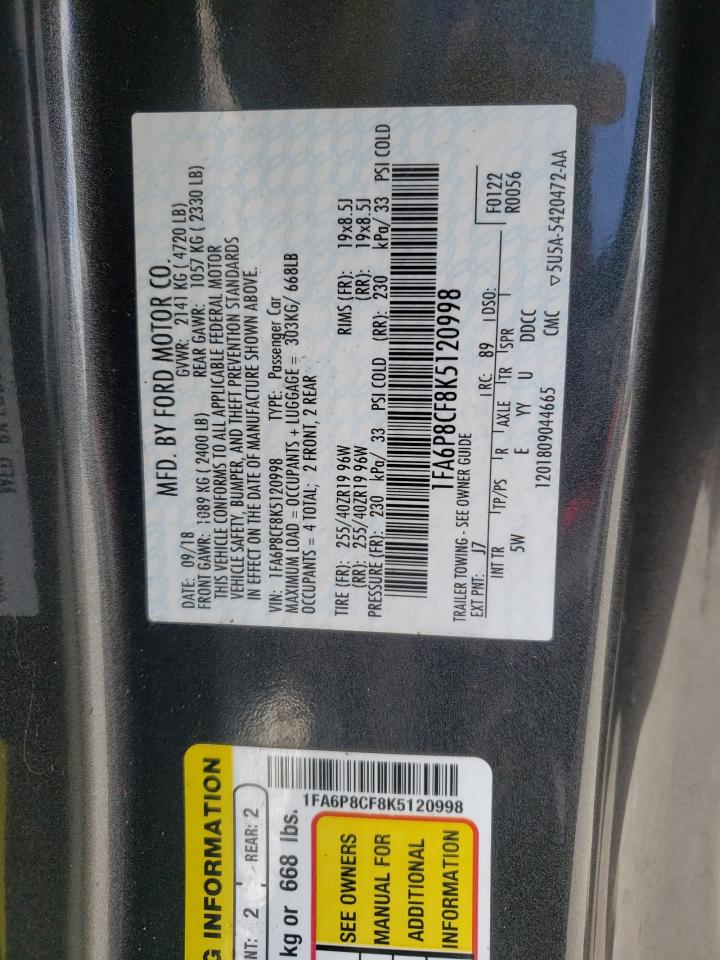 MFD. BY FORD MOTOR CO.
DATE: 09/18 GVWR: 2141 KG ( 4720 LB)
FRONT GAWR: 1089 KG ( 2400 LB) REAR GAWR: 1057 KG ( 2330 LB)
THIS VEHICLE CONFORMS TO ALL APPLICABLE FEDERAL MOTOR
VEHICLE SAFETY, BUMPER, AND THEFT PREVENTION STANDARDS
IN EFFECT ON THE DATE OF MANUFACTURE SHOWN ABOVE.
VIN: 1FA6P8CF8K5120998 TYPE: Passenger Car
MAXIMUM LOAD = OCCUPANTS + LUGGAGE = 303KG/ 668LB
OCCUPANTS = 4 TOTAL; 2 FRONT, 2 REAR
TIRE (FR): 255/40ZR19 96W RIMS (FR): 19x8.5J
(RR): 255/40ZR19 96W (RR): 19x8.5J
PRESSURE (FR): 230 kPa/ 33 PSI COLD (RR): 230 kPa/ 33 PSI COLD
1FA6P8CF8K5120998
TRAILER TOWING - SEE OWNER GUIDE
EXT PNT: J7 RC: 89 DSO: F0122
R0056
INT TR TP/PS R AXLE TR SPR
5W E YY U DDCC
1201809044665 CMC ▽5U5A-5420472-AA
G INFORMATION
NT: 2 - REAR: 2
kg or 668 lbs.
1FA6P8CF8K5120998
SEE OWNERS
MANUAL FOR
ADDITIONAL
INFORMATION